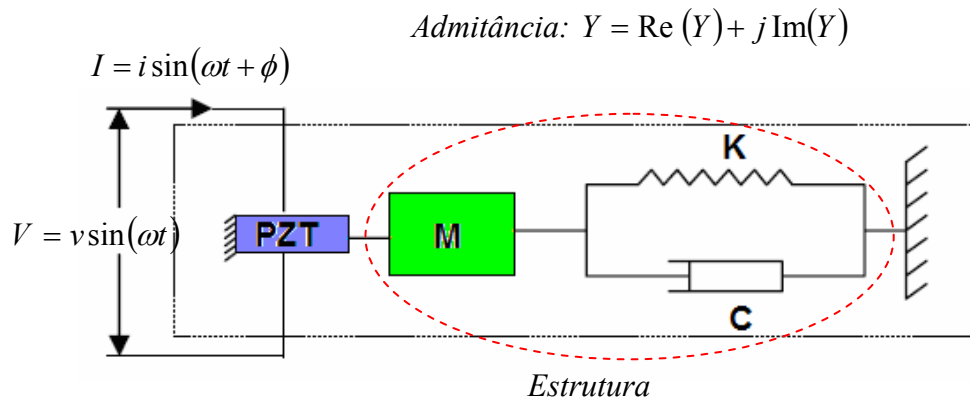 Admitância: Y = Re (Y) + j Im(Y)
I = i sin(ωt + ϕ)
K
V = v sin(ωt)
PZT
M
C
Estrutura